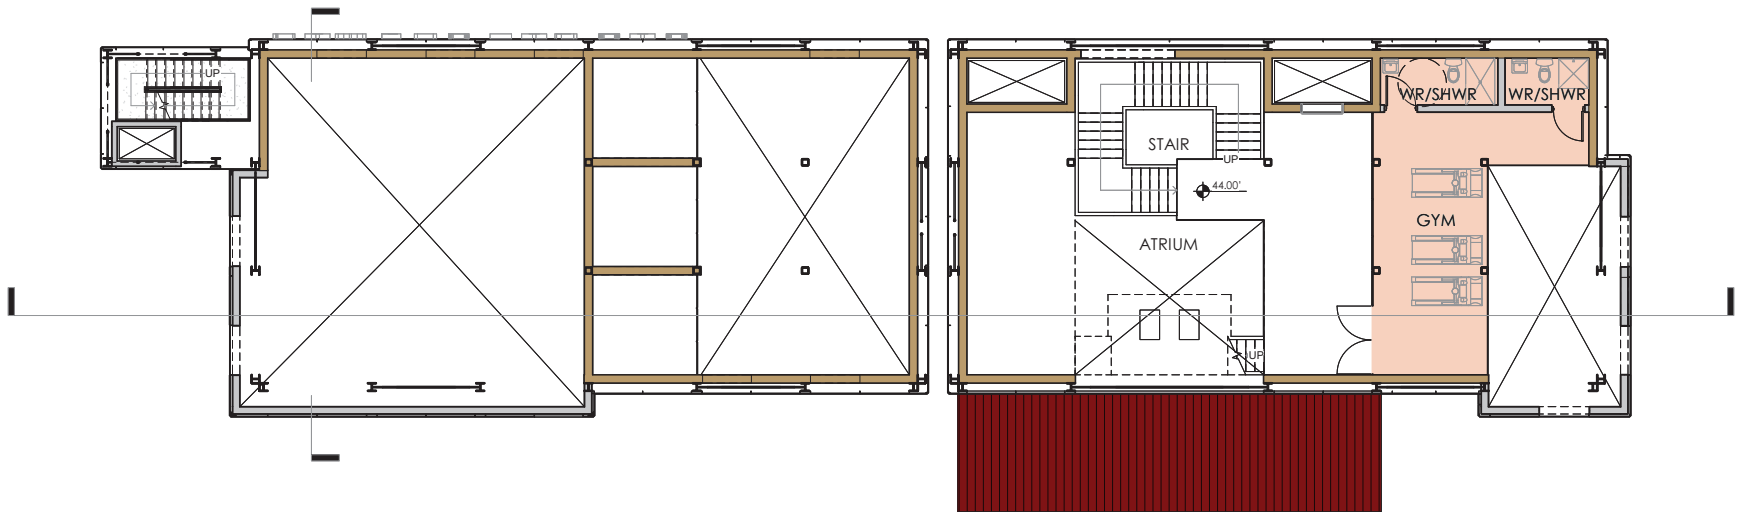 UP
WR/SHWR
WR/SHWR
STAIR
UP
44.00'
GYM
ATRIUM
UP